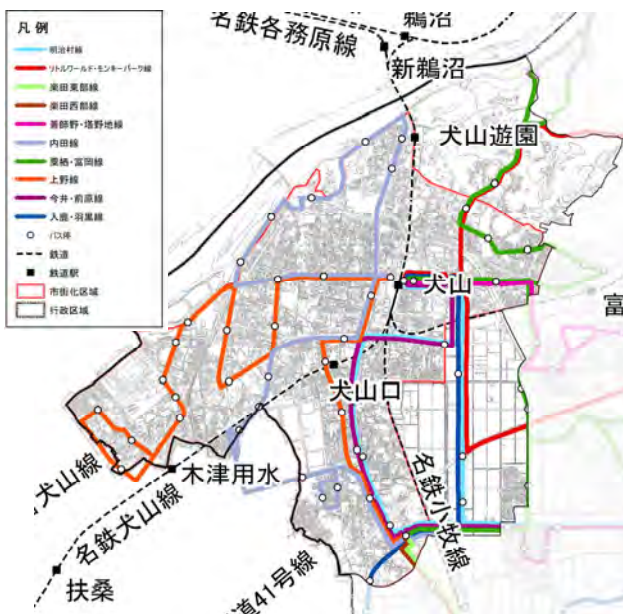 凡例
明治村線
リトルワールド・モンキーパーク線
楽田東部線
楽田西部線
善師野・塔野地線
内田線
栗栖・富岡線
上野線
今井・前原線
入鹿・羽黒線
バス停
鉄道
鉄道駅
市街化区域
行政区域
名鉄各務原線
鵜沼
新鵜沼
犬山遊園
犬山
富
犬山口
犬山線
木津用水
名鉄犬山線
名鉄小牧線
扶桑
道41号線